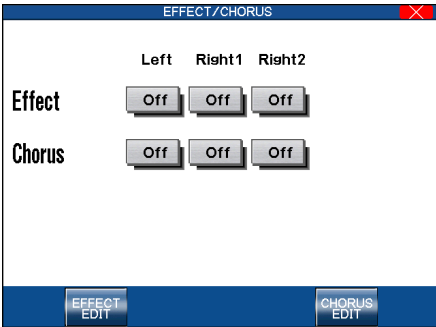 EFFECT/CHORUS
Left Right1 Right2
Effect Off Off Off
Chorus Off Off Off
EFFECT EDIT
CHORUS EDIT